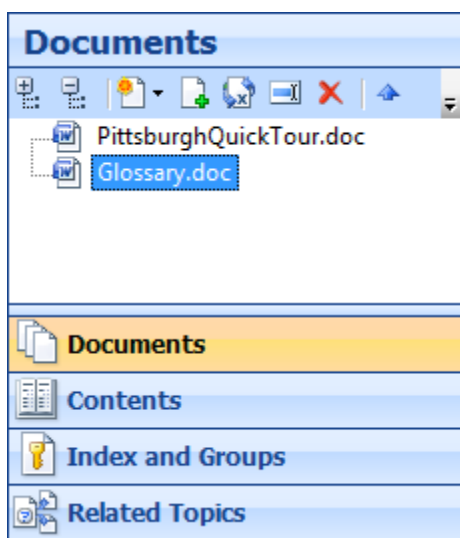 Documents
PittsburghQuickTour.doc
Glossary.doc
Documents
Contents
Index and Groups
Related Topics